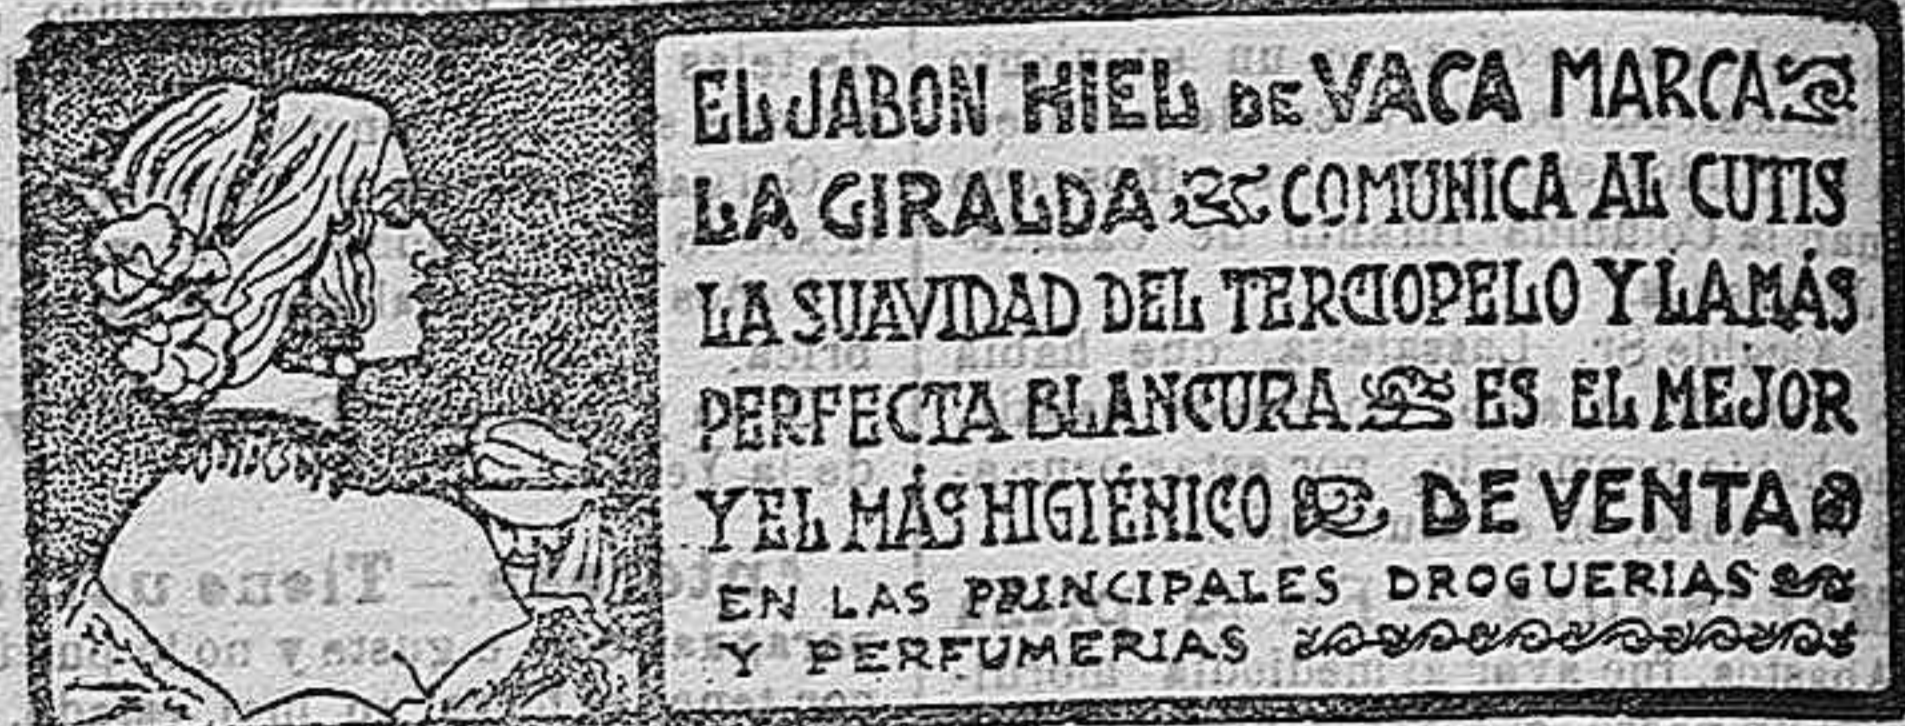 EL JABON HIEL DE VACA MARCA
LA GIRALDA COMUNICA AL CUTIS
LA SUAVIDAD DEL TERCIOPELO Y LA MÁS
PERFECTA BLANCURA ES EL MEJOR
Y EL MÁS HIGIÉNICO DE VENTA
EN LAS PRINCIPALES DROGUERIAS
Y PERFUMERIAS